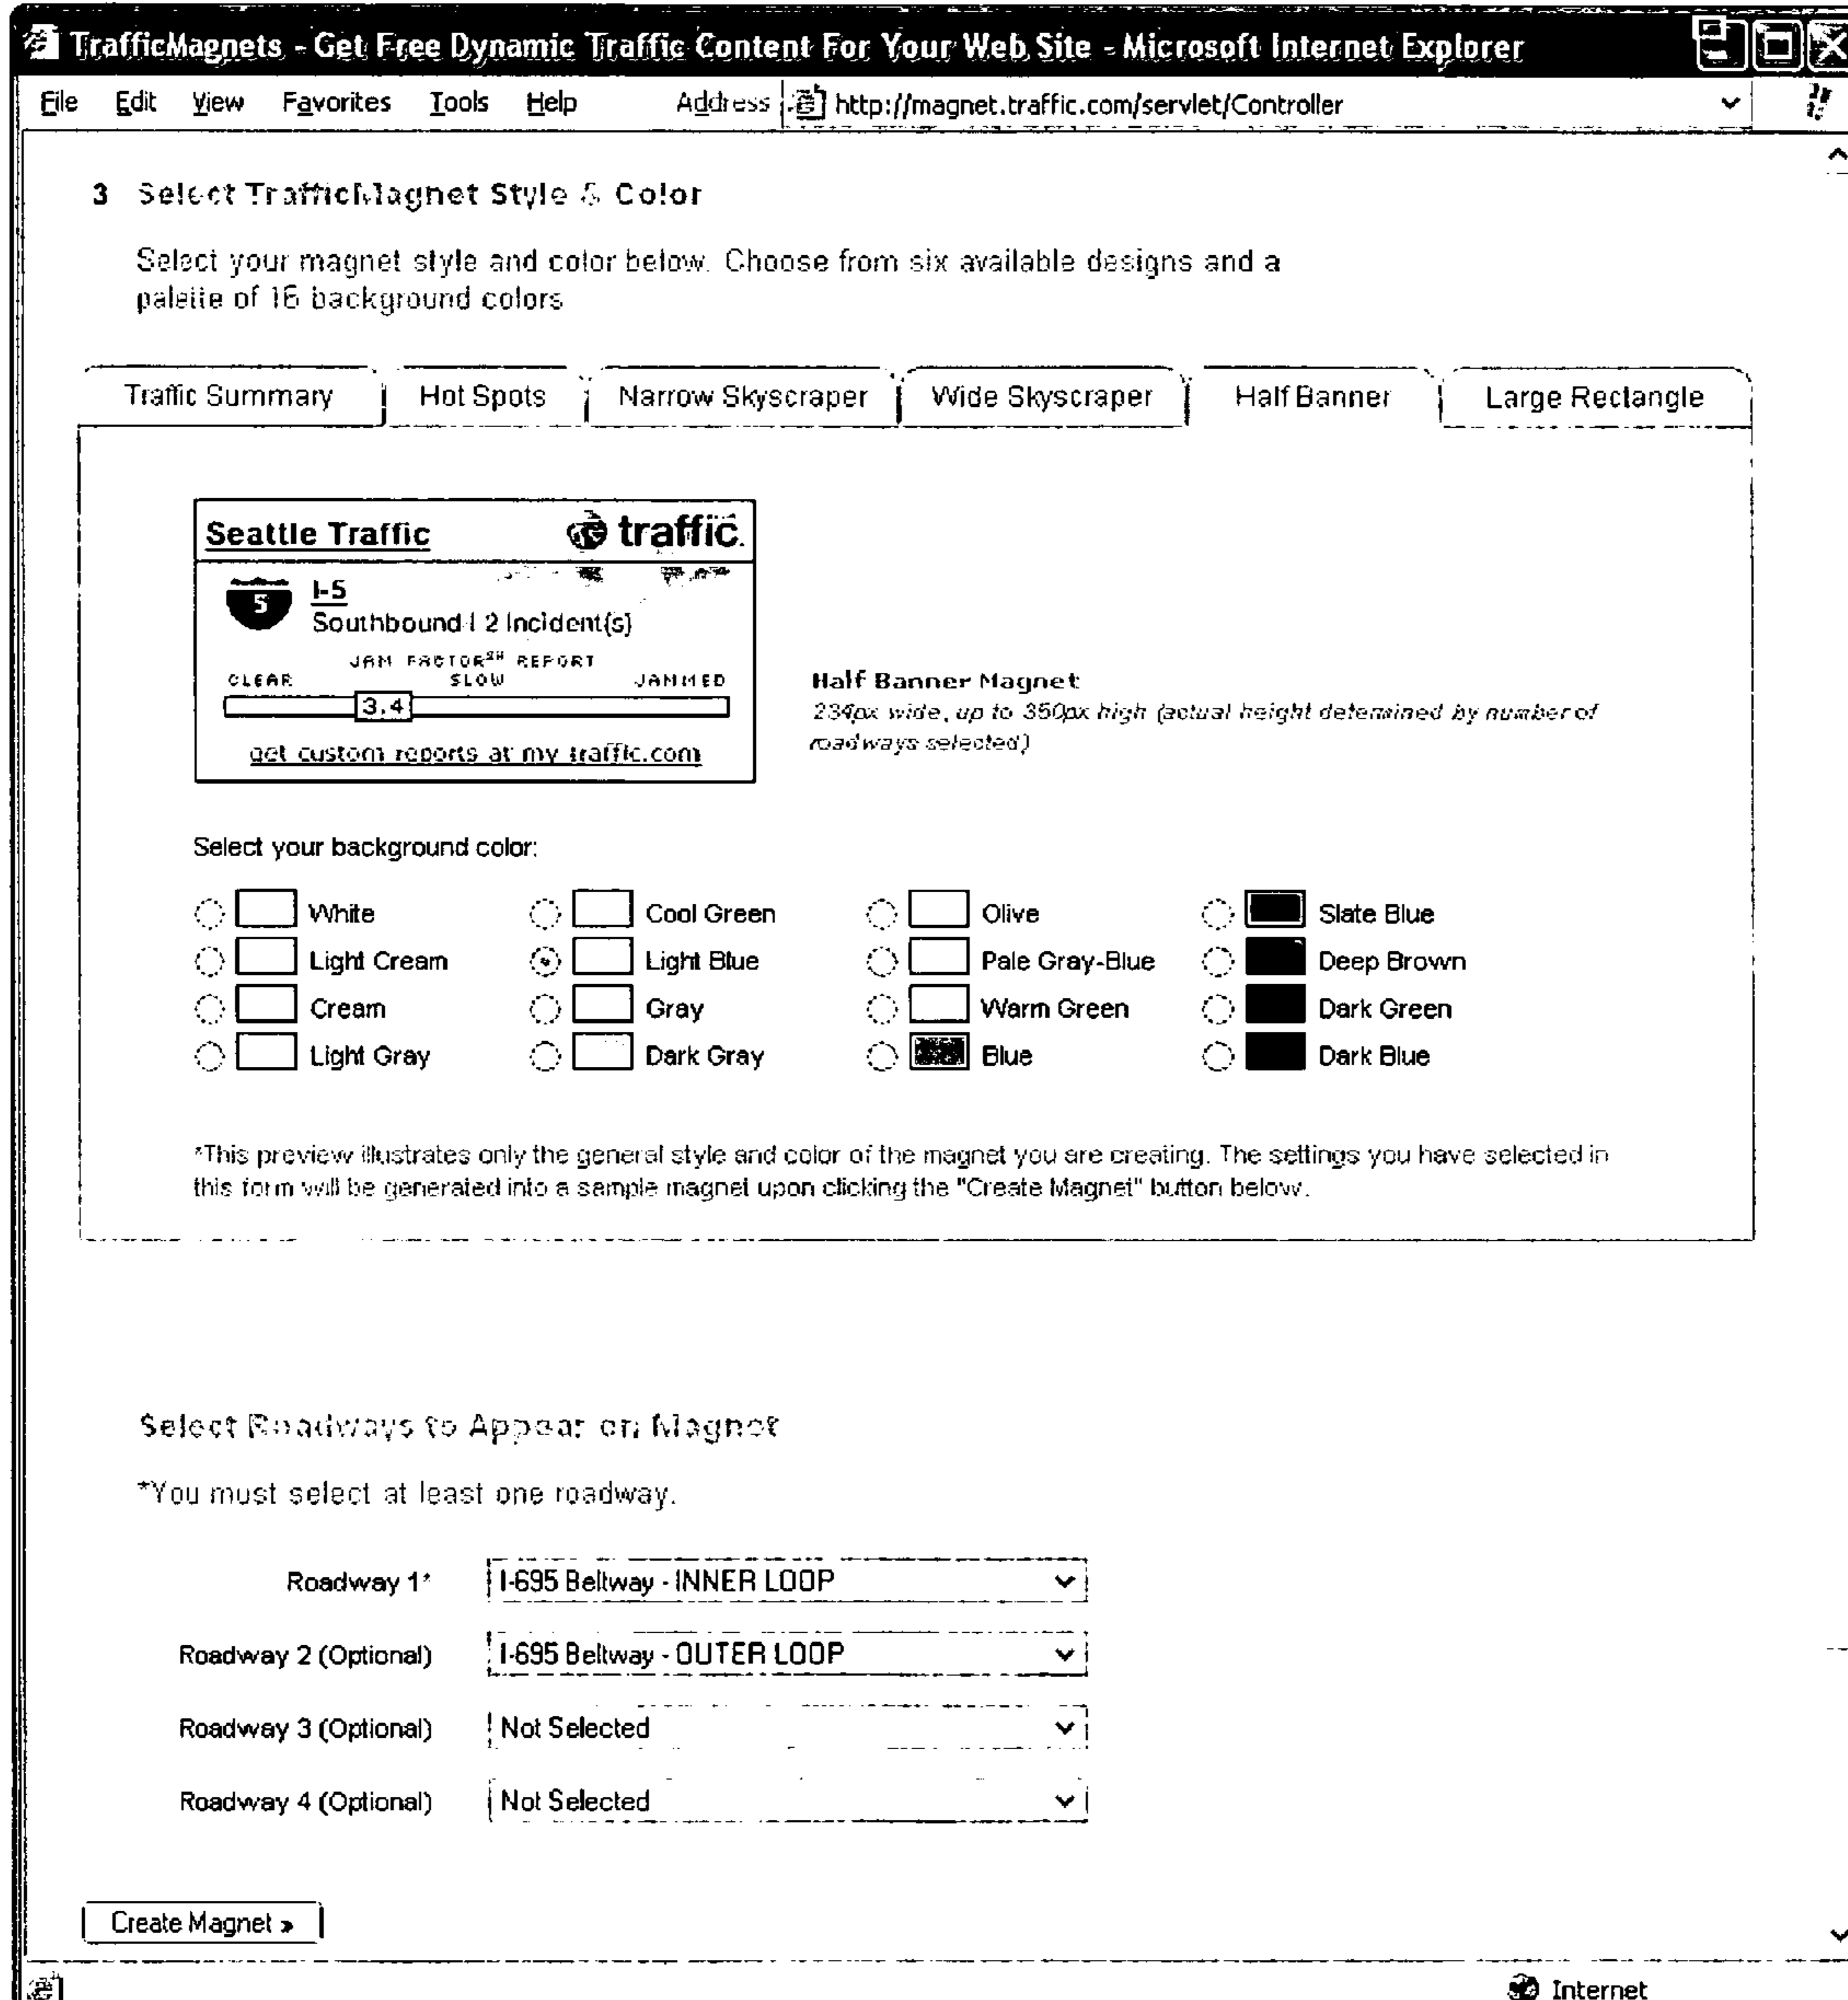 TrafficMagnets - Get Free Dynamic Traffic Content For Your Web Site - Microsoft Internet Explorer
File Edit View Favorites Tools Help Address http://magnet.traffic.com/servlet/Controller
3 Select TrafficMagnet Style & Color
Select your magnet style and color below. Choose from six available designs and a
palette of 16 background colors
Traffic Summary Hot Spots Narrow Skyscraper Wide Skyscraper Half Banner Large Rectangle
Seattle Traffic traffic.
5 I-5
Southbound | 2 Incident(s)
JAM FACTOR℠ REPORT
CLEAR SLOW JAMMED
3.4
get custom reports at my traffic.com
Half Banner Magnet
234px wide, up to 350px high (actual height determined by number of
roadways selected)
Select your background color:
White Cool Green Olive Slate Blue
Light Cream Light Blue Pale Gray-Blue Deep Brown
Cream Gray Warm Green Dark Green
Light Gray Dark Gray Blue Dark Blue
*This preview illustrates only the general style and color of the magnet you are creating. The settings you have selected in
this form will be generated into a sample magnet upon clicking the "Create Magnet" button below.
Select Roadways to Appear on Magnet
*You must select at least one roadway.
Roadway 1* I-695 Beltway - INNER LOOP
Roadway 2 (Optional) I-695 Beltway - OUTER LOOP
Roadway 3 (Optional) Not Selected
Roadway 4 (Optional) Not Selected
Create Magnet »
Internet